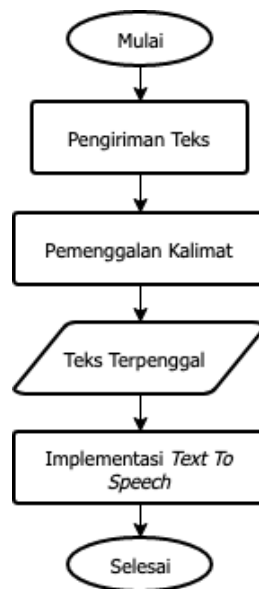 Mulai
Pengiriman Teks
Pemenggalan Kalimat
Teks Terpenggal
Implementasi Text To
Speech
Selesai